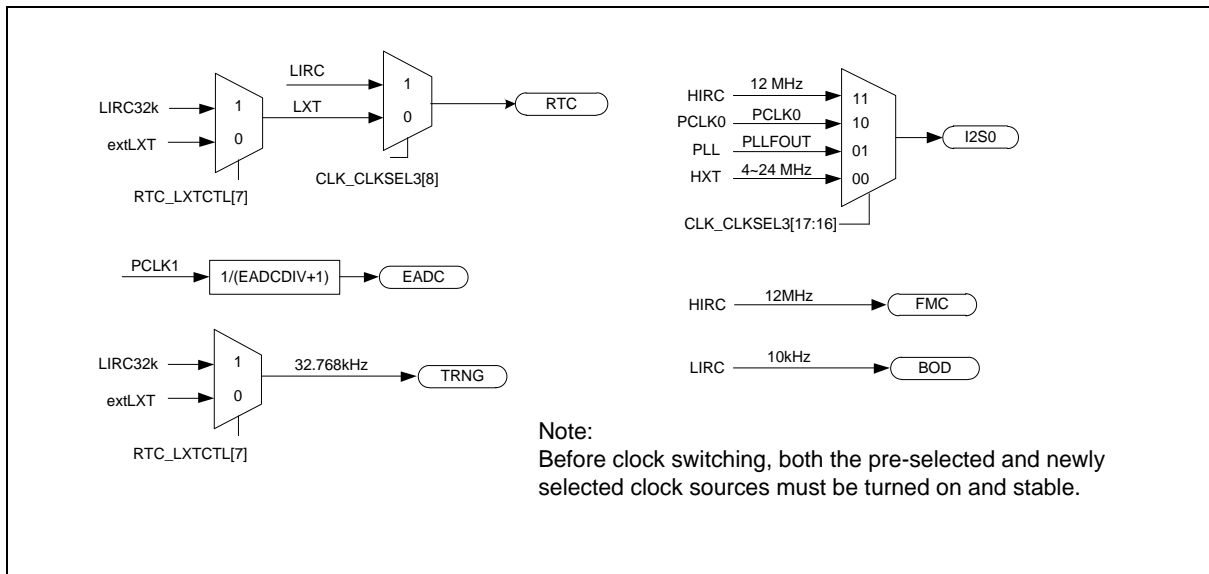 LIRC
1
LIRC32k
1
LXT
0
RTC
extLXT
0
CLK_CLKSEL3[8]
RTC_LXTCTL[7]
HIRC
12 MHz
11
PCLK0
PCLK0
10
I2S0
PLL
PLLFOUT
01
HXT
4~24 MHz
00
CLK_CLKSEL3[17:16]
PCLK1
1/(EADCDIV+1)
EADC
HIRC
12MHz
FMC
LIRC32k
1
32.768kHz
TRNG
extLXT
0
RTC_LXTCTL[7]
LIRC
10kHz
BOD
Note:
Before clock switching, both the pre-selected and newly
selected clock sources must be turned on and stable.